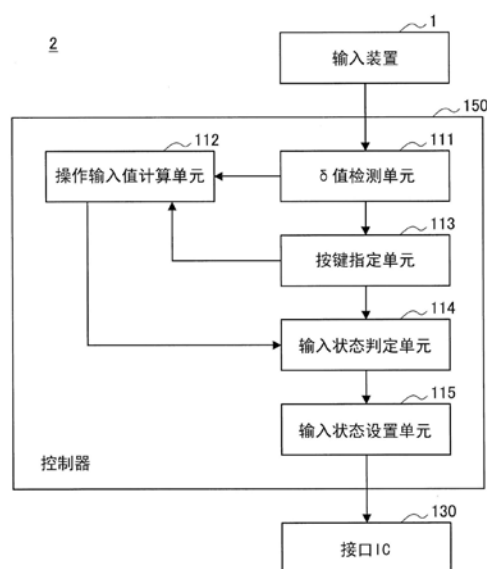 2
1
输入装置
150
112
111
操作输入值计算单元
δ值检测单元
113
按键指定单元
114
输入状态判定单元
115
输入状态设置单元
控制器
130
接口IC